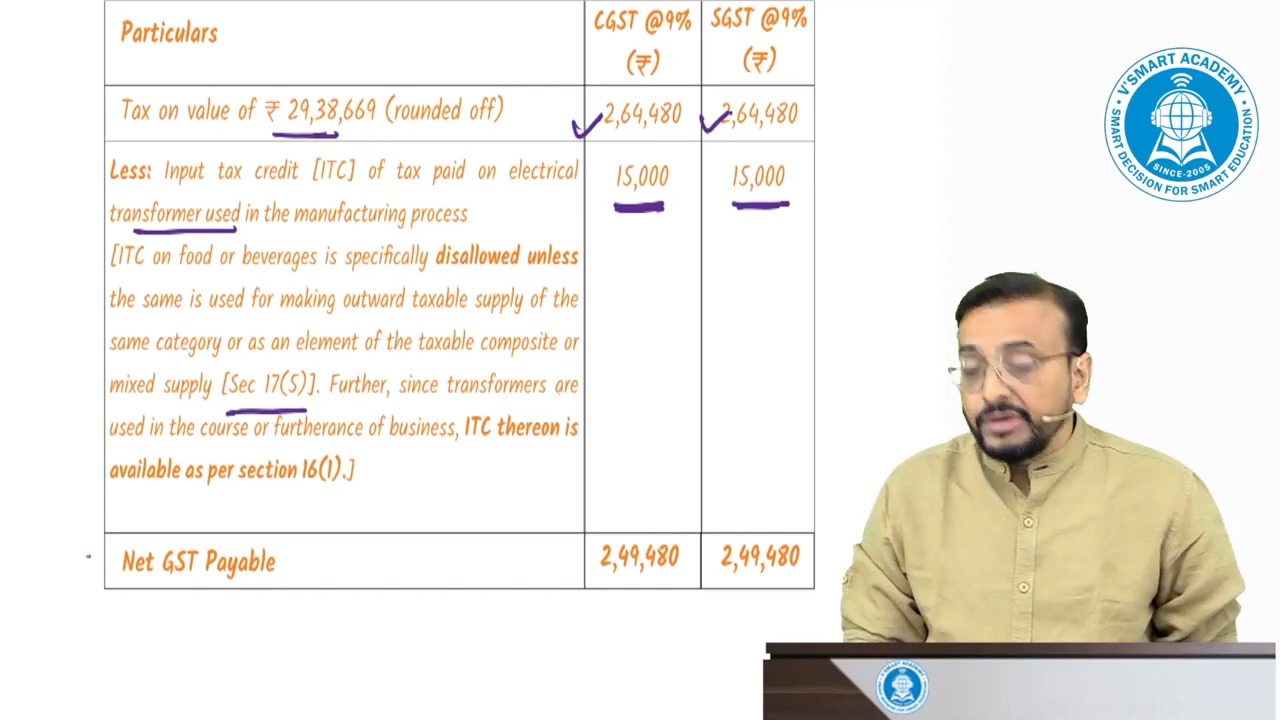 Particulars
CGST @9%
(₹)
SGST @9%
(₹)
Tax on value of ₹ 29,38,669 (rounded off)
2,64,480
2,64,480
Less: Input tax credit [ITC] of tax paid on electrical
transformer used in the manufacturing process
15,000
15,000
[ITC on food or beverages is specifically disallowed unless
the same is used for making outward taxable supply of the
same category or as an element of the taxable composite or
mixed supply [Sec 17(5)]. Further, since transformers are
used in the course or furtherance of business, ITC thereon is
available as per section 16(1).]
Net GST Payable
2,49,480
2,49,480
V'SMART ACADEMY
SINCE-2005
• SMART DECISION FOR SMART EDUCATION •